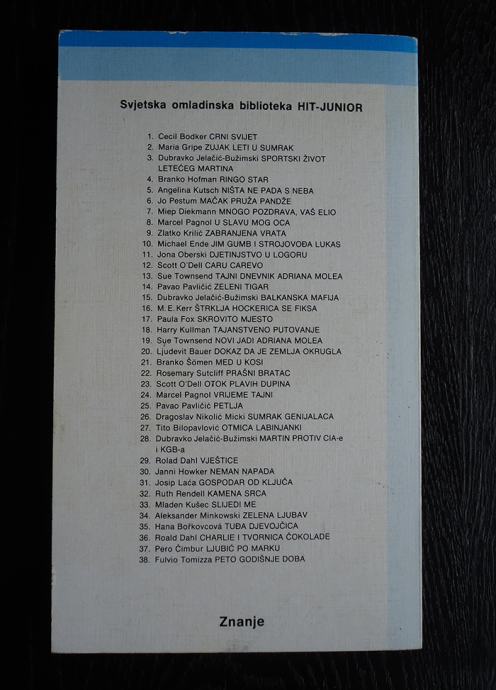 Svjetska omladinska biblioteka HIT-JUNIOR
1. Cecil Bodker CRNI SVIJET
2. Maria Gripe ZUJAK LETI U SUMRAK
3. Dubravko Jelačić-Bužimski SPORTSKI ŽIVOT
LETEĆEG MARTINA
4. Branko Hofman RINGO STAR
5. Angelina Kutsch NIŠTA NE PADA S NEBA
6. Jo Pestum MAČAK PRUŽA PANDŽE
7. Miep Diekmann MNOGO POZDRAVA, VAŠ ELIO
8. Marcel Pagnol U SLAVU MOG OCA
9. Zlatko Krilić ZABRANJENA VRATA
10. Michael Ende JIM GUMB I STROJOVOĐA LUKAS
11. Jona Oberski DJETINJSTVO U LOGORU
12. Scott O'Dell CARU CAREVO
13. Sue Townsend TAJNI DNEVNIK ADRIANA MOLEA
14. Pavao Pavličić ZELENI TIGAR
15. Dubravko Jelačić-Bužimski BALKANSKA MAFIJA
16. M. E. Kerr ŠTRKLJA HOCKERICA SE FIKSA
17. Paula Fox SKROVITO MJESTO
18. Harry Kullman TAJANSTVENO PUTOVANJE
19. Sue Townsend NOVI JADI ADRIANA MOLEA
20. Ljudevit Bauer DOKAZ DA JE ZEMLJA OKRUGLA
21. Branko Šömen MED U KOSI
22. Rosemary Sutcliff PRAŠNI BRATAC
23. Scott O'Dell OTOK PLAVIH DUPINA
24. Marcel Pagnol VRIJEME TAJNI
25. Pavao Pavličić PETLJA
26. Dragoslav Nikolić Micki SUMRAK GENIJALACA
27. Tito Bilopavlović OTMICA LABINJANKI
28. Dubravko Jelačić-Bužimski MARTIN PROTIV CIA-e
i KGB-a
29. Rolad Dahl VJEŠTICE
30. Janni Howker NEMAN NAPADA
31. Josip Laća GOSPODAR OD KLJUČA
32. Ruth Rendell KAMENA SRCA
33. Mladen Kušec SLIJEDI ME
34. Aleksander Minkowski ZELENA LJUBAV
35. Hana Bořkovcová TUĐA DJEVOJČICA
36. Roald Dahl CHARLIE I TVORNICA ČOKOLADE
37. Pero Čimbur LJUBIĆ PO MARKU
38. Fulvio Tomizza PETO GODIŠNJE DOBA
Znanje